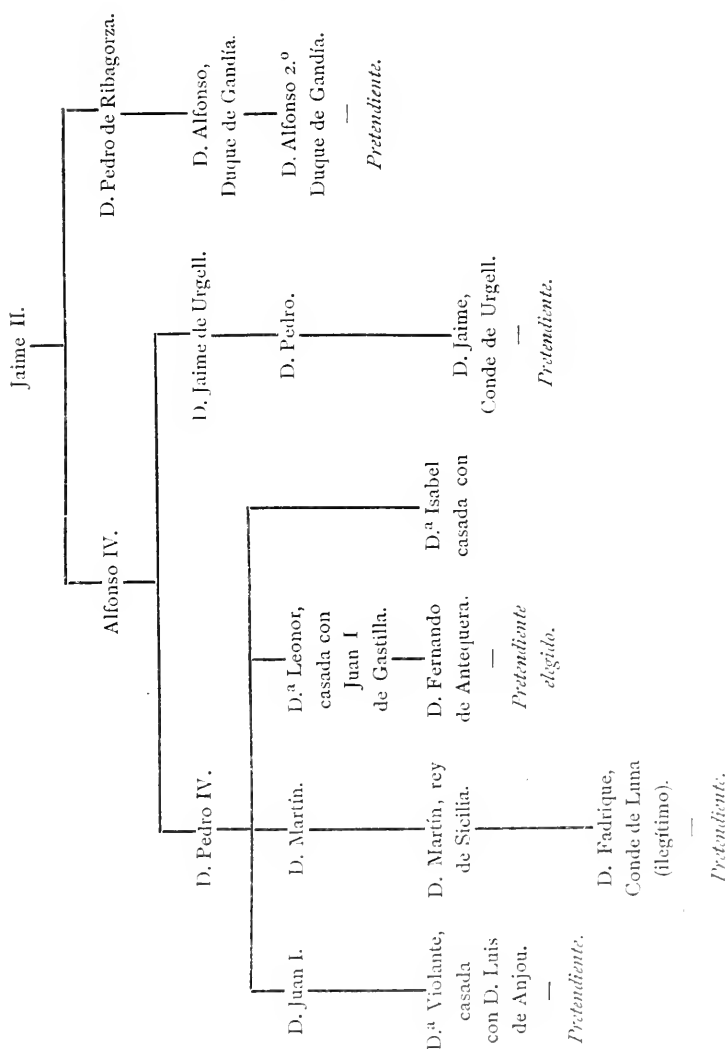 Jaime II.
Alfonso IV.
D. Pedro de Ribagorza.
D. Pedro IV.
D. Jaime de Urgell.
D. Alfonso,
Duque de Gandía.
D. Juan I.
D. Martín.
D.ª Leonor,
casada con
Juan I
de Gastilla.
D. Pedro.
D. Alfonso 2.º
Duque de Gandía.
—
Pretendiente.
D.ª Violante,
casada
con D. Luis
de Anjou.
—
Pretendiente.
D. Martín, rey
de Sicilia.
D. Fernando
de Antequera.
—
Pretendiente
elegido.
D.ª Isabel
casada con
D. Jaime,
Conde de Urgell.
—
Pretendiente.
D. Fadrique,
Conde de Luna
(ilegítimo).
—
Pretendiente.